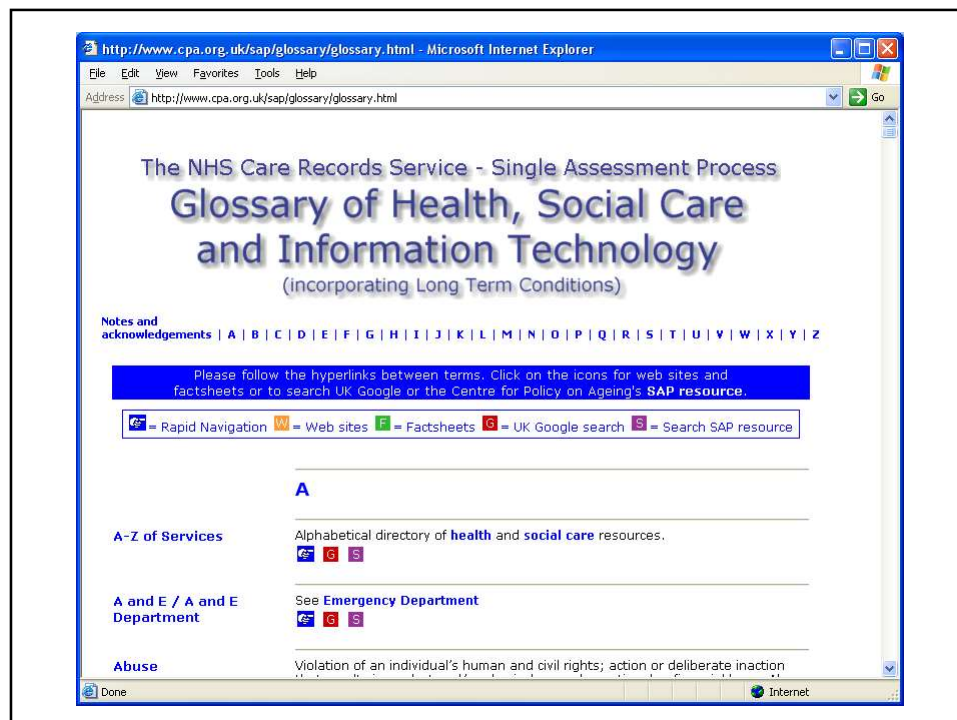 http://www.cpa.org.uk/sap/glossary/glossary.html - Microsoft Internet Explorer
File Edit View Favorites Tools Help
Address http://www.cpa.org.uk/sap/glossary/glossary.html Go
The NHS Care Records Service - Single Assessment Process
Glossary of Health, Social Care
and Information Technology
(incorporating Long Term Conditions)
Notes and
acknowledgements | A | B | C | D | E | F | G | H | I | J | K | L | M | N | O | P | Q | R | S | T | U | V | W | X | Y | Z
Please follow the hyperlinks between terms. Click on the icons for web sites and
factsheets or to search UK Google or the Centre for Policy on Ageing's SAP resource.
= Rapid Navigation W = Web sites F = Factsheets G = UK Google search S = Search SAP resource
A
A-Z of Services Alphabetical directory of health and social care resources.
G S
A and E / A and E See Emergency Department
Department G S
Abuse Violation of an individual's human and civil rights; action or deliberate inaction
Done Internet